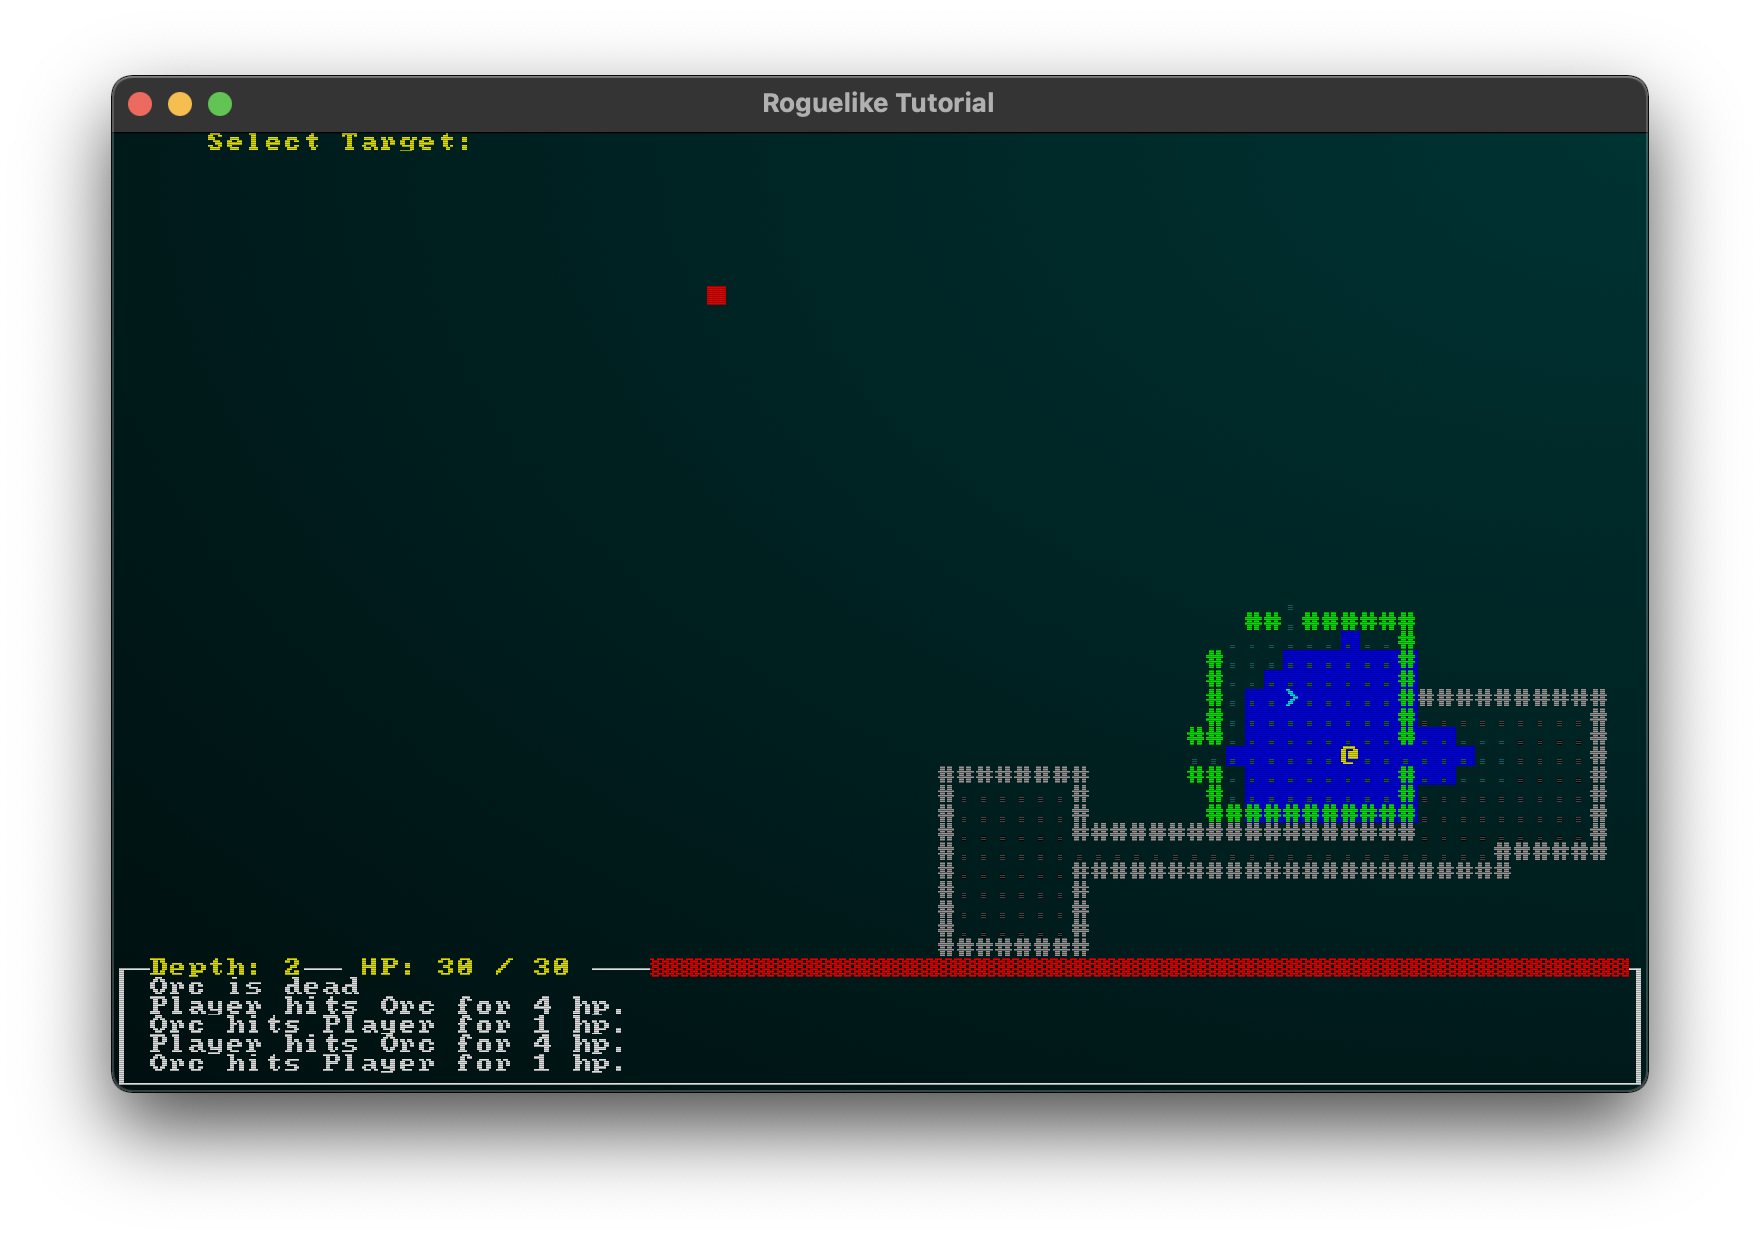 Roguelike Tutorial
Select Target:
Depth: 2 HP: 30 / 30
Orc is dead
Player hits Orc for 4 hp.
Orc hits Player for 1 hp.
Player hits Orc for 4 hp.
Orc hits Player for 1 hp.